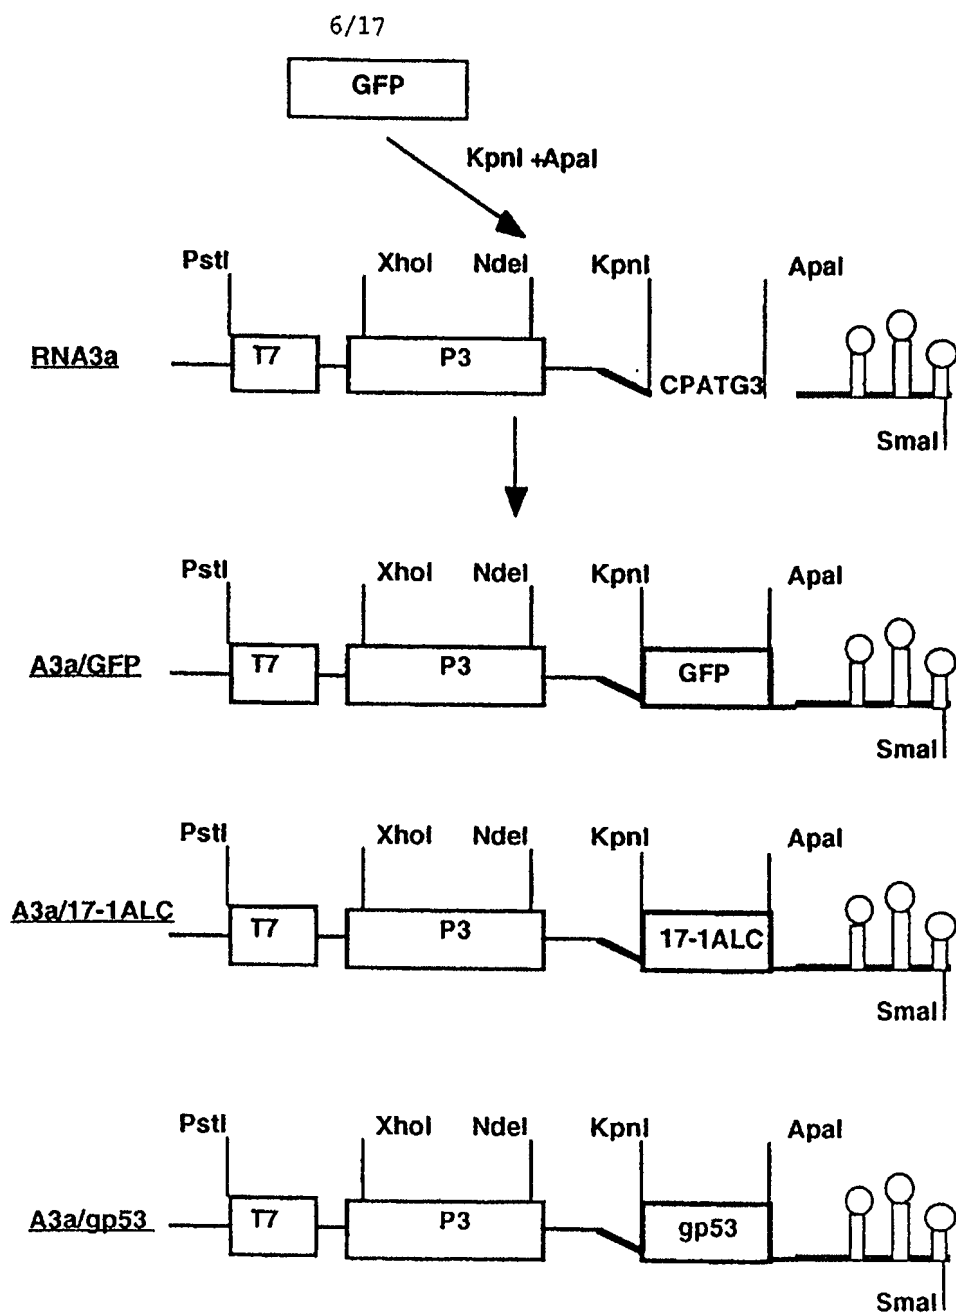 6/17
GFP
KpnI +ApaI
PstI XhoI NdeI KpnI ApaI
RNA3a T7 P3 CPATG3
SmaI
PstI XhoI NdeI KpnI ApaI
A3a/GFP T7 P3 GFP
SmaI
PstI XhoI NdeI KpnI ApaI
A3a/17-1ALC T7 P3 17-1ALC
SmaI
PstI XhoI NdeI KpnI ApaI
A3a/gp53 T7 P3 gp53
SmaI